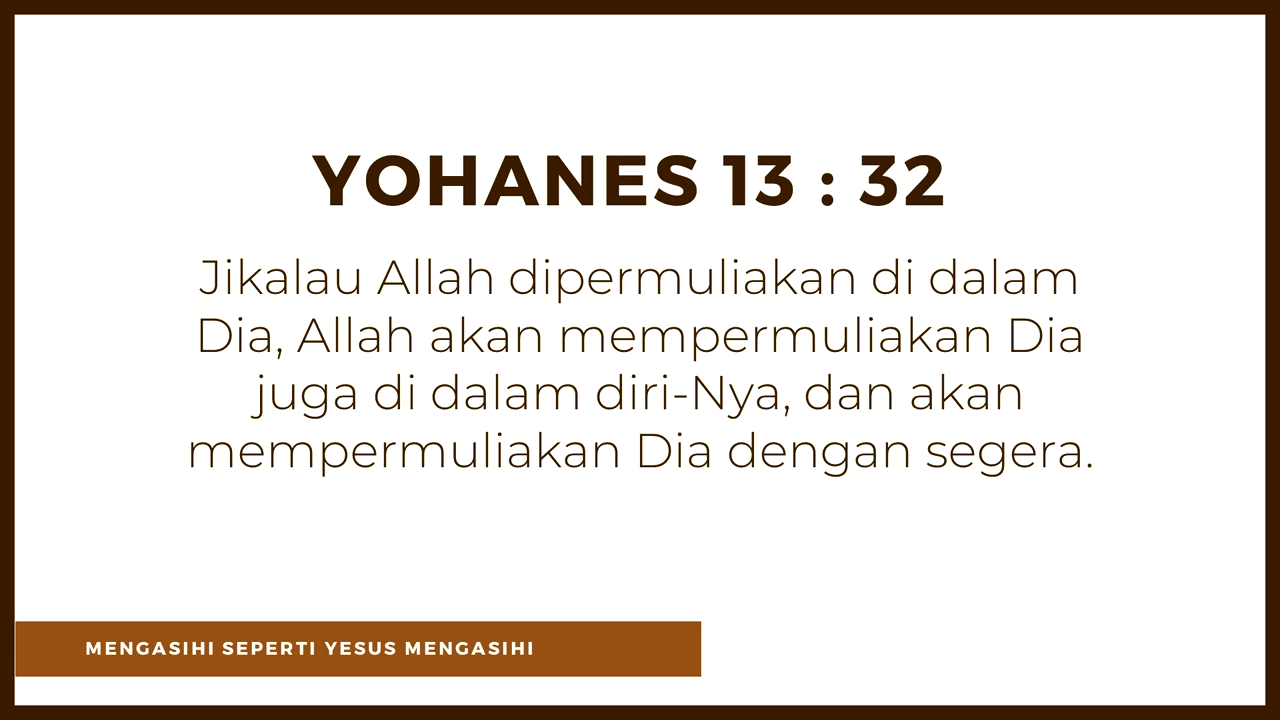 YOHANES 13 : 32
Jikalau Allah dipermuliakan di dalam
Dia, Allah akan mempermuliakan Dia
juga di dalam diri-Nya, dan akan
mempermuliakan Dia dengan segera.
MENGASIHI SEPERTI YESUS MENGASIHI